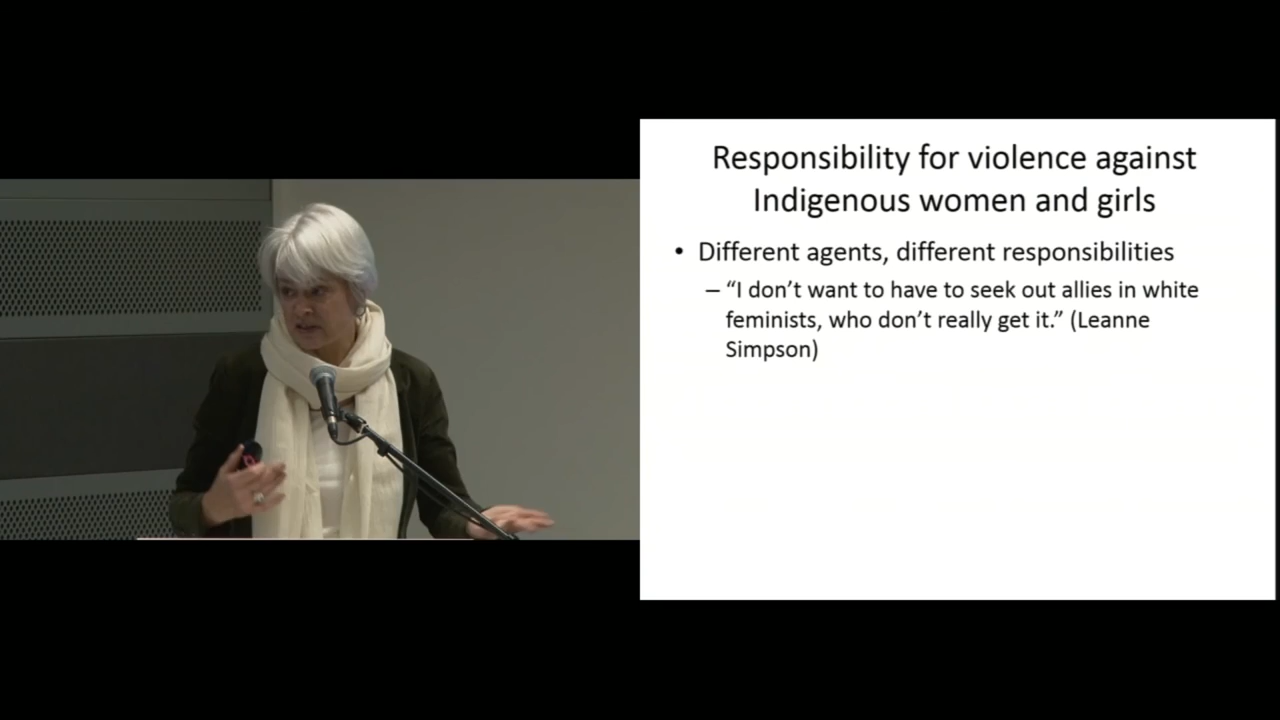 Responsibility for violence against
Indigenous women and girls
• Different agents, different responsibilities
– “I don’t want to have to seek out allies in white
feminists, who don’t really get it.” (Leanne
Simpson)